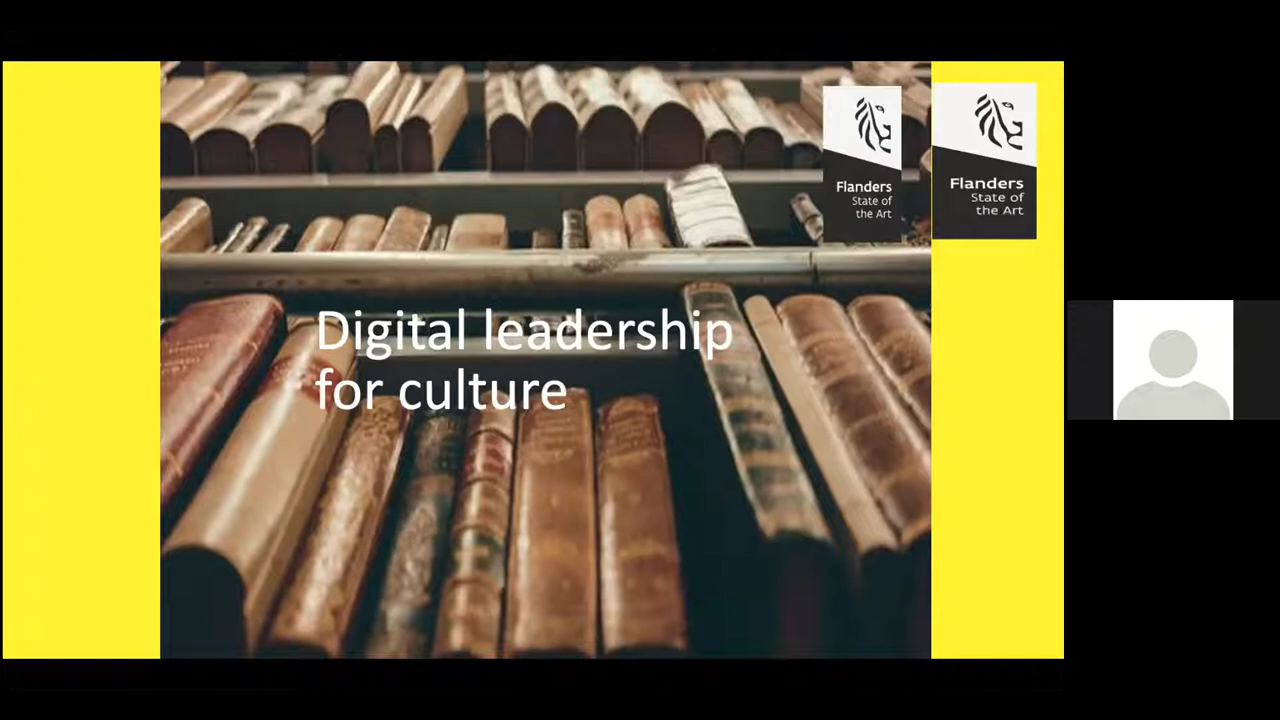 Flanders
State of
the Art
Flanders
State of
the Art
Digital leadership
for culture